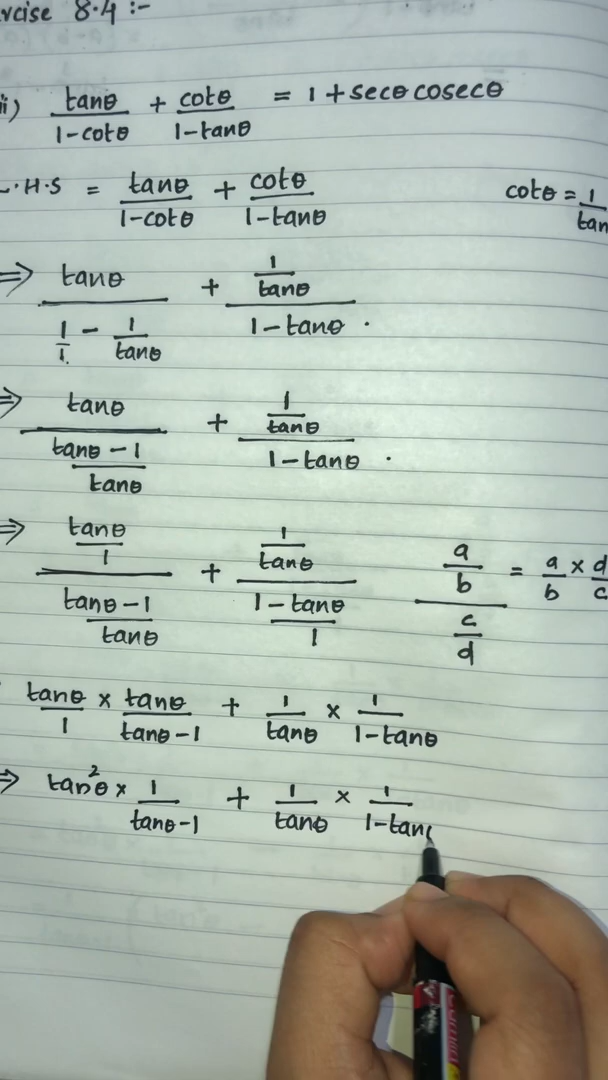 rcise 8.4 :-
ii) tanθ/1-cotθ + cotθ/1-tanθ = 1 + secθ cosecθ
L.H.S = tanθ/1-cotθ + cotθ/1-tanθ
cotθ = 1/tan
⇒ tanθ/(1/1 - 1/tanθ) + (1/tanθ)/(1-tanθ) .
⇒ tanθ/((tanθ-1)/tanθ) + (1/tanθ)/(1-tanθ) .
⇒ (tanθ/1)/((tanθ-1)/tanθ) + (1/tanθ)/((1-tanθ)/1)
(a/b)/(c/d) = a/b × d/c
tanθ/1 × tanθ/(tanθ-1) + 1/tanθ × 1/(1-tanθ)
⇒ tan²θ × 1/(tanθ-1) + 1/tanθ × 1/(1-tan